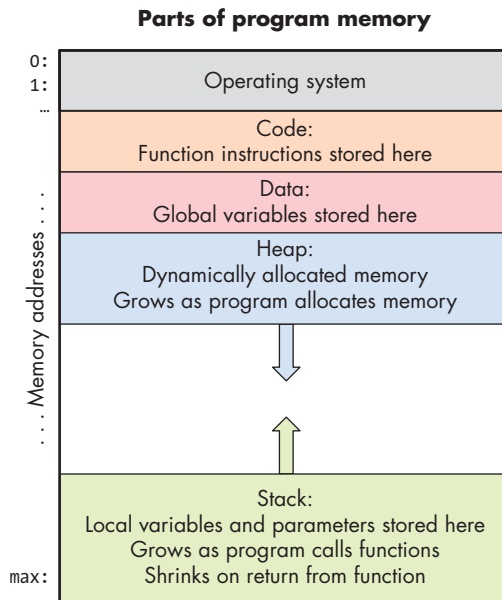 Parts of program memory
0:
1:
...
Operating system
Code:
Function instructions stored here
Data:
Global variables stored here
Heap:
Dynamically allocated memory
Grows as program allocates memory
. . . . Memory addresses . . . .
Stack:
Local variables and parameters stored here
Grows as program calls functions
max:
Shrinks on return from function